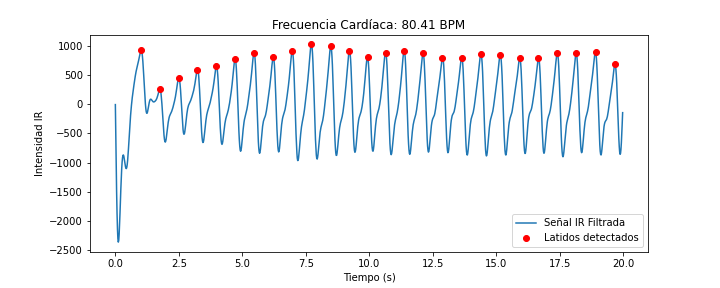 Frecuencia Cardíaca: 80.41 BPM
1000
500
0
−500
−1000
−1500
−2000
−2500
Intensidad IR
0.0 2.5 5.0 7.5 10.0 12.5 15.0 17.5 20.0
Tiempo (s)
Señal IR Filtrada
Latidos detectados